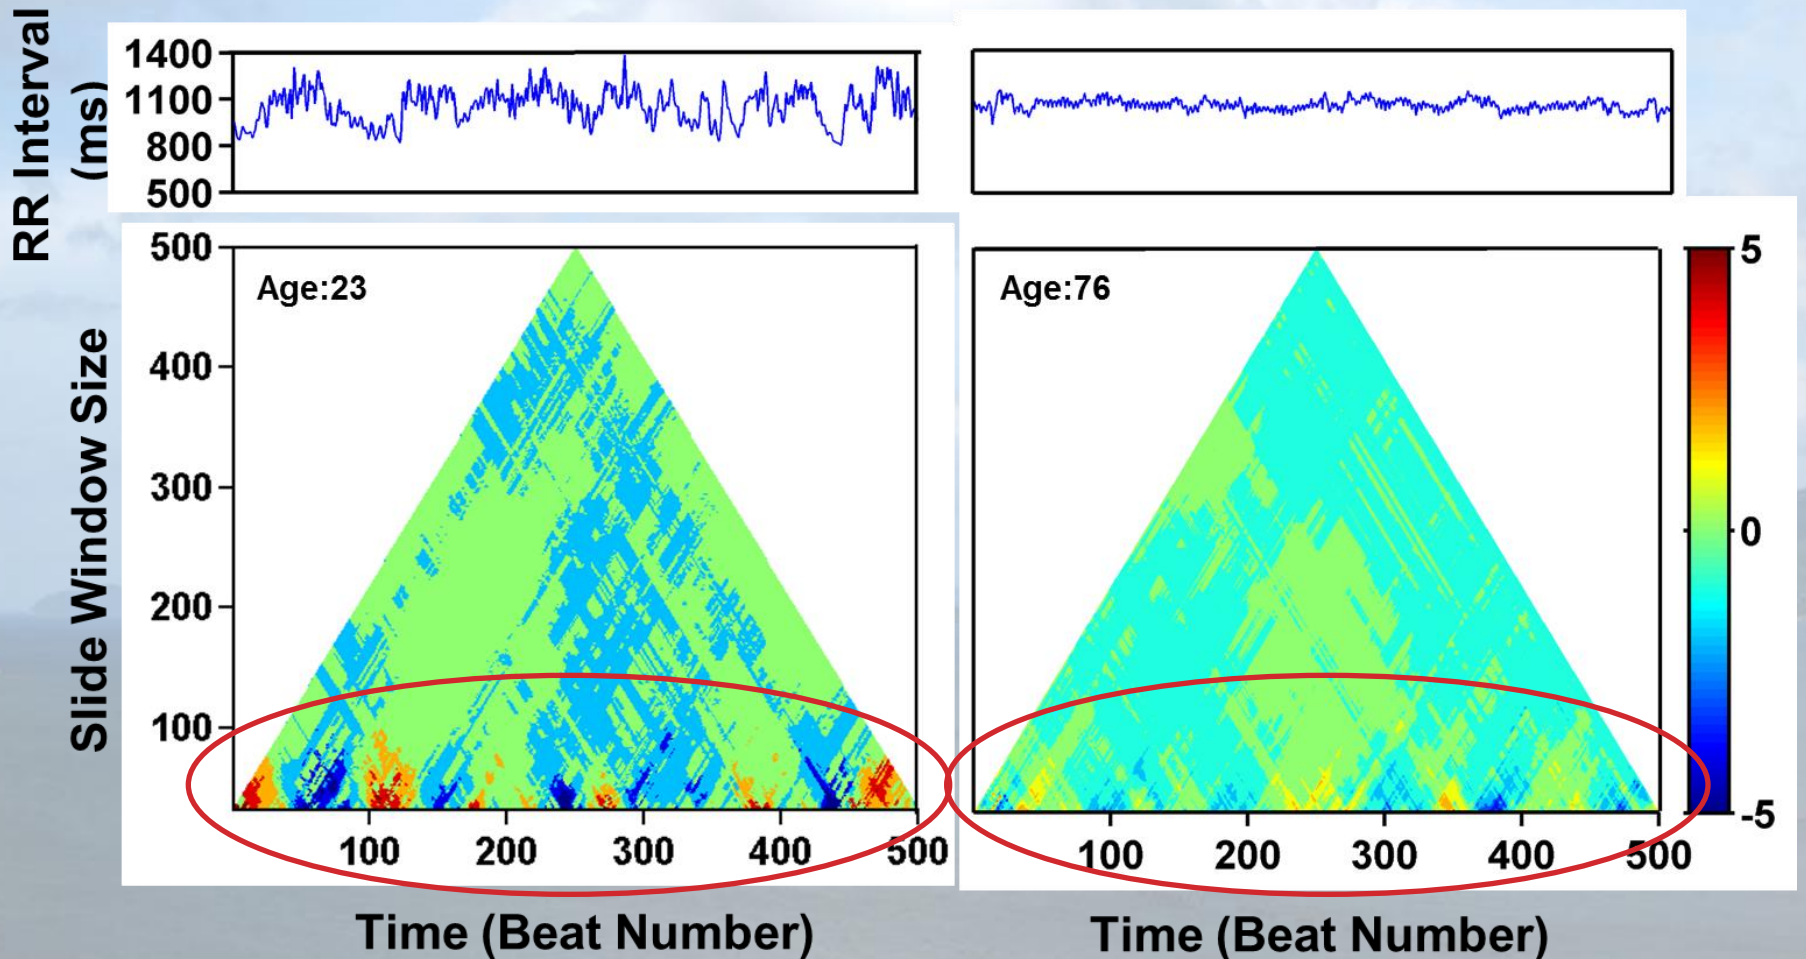 RR Interval
(ms)
1400
1100
800
500
500
400
300
200
100
Slide Window Size
Age:23
100 200 300 400 500
Time (Beat Number)
Age:76
100 200 300 400 500
Time (Beat Number)
5
0
-5